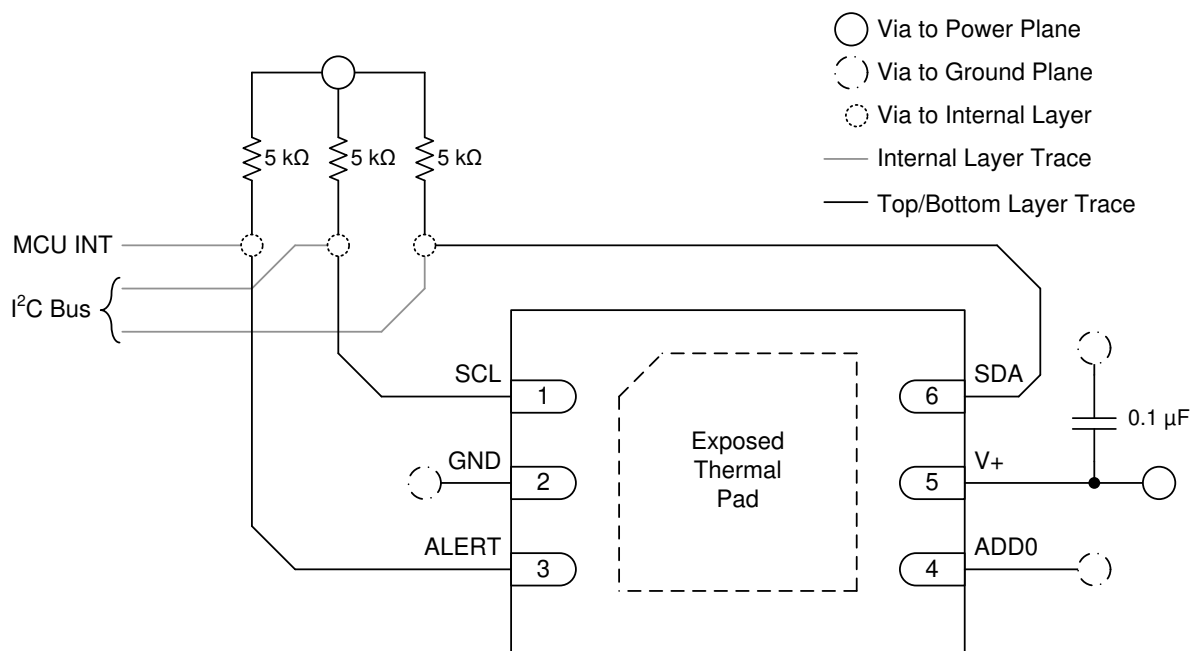 Via to Power Plane
Via to Ground Plane
Via to Internal Layer
Internal Layer Trace
Top/Bottom Layer Trace
5 kΩ 5 kΩ 5 kΩ
MCU INT
I²C Bus
SCL
1
GND
2
ALERT
3
Exposed
Thermal
Pad
SDA
6
V+
5
ADD0
4
0.1 µF